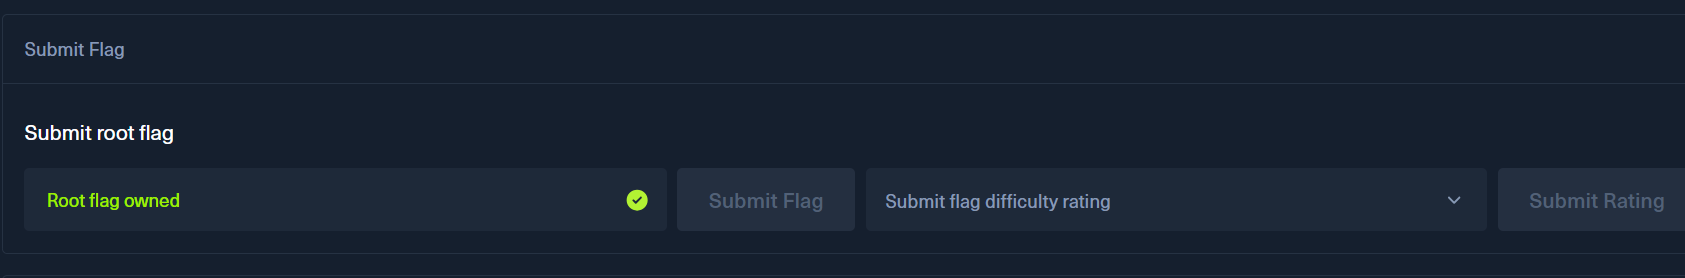 Submit Flag
Submit root flag
Root flag owned
Submit Flag
Submit flag difficulty rating
Submit Rating